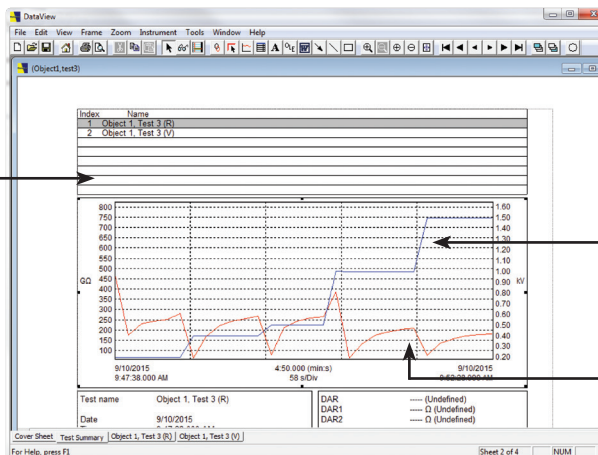 DataView
File Edit View Frame Zoom Instrument Tools Window Help
(Object1,test3)
Index Name
1 Object 1, Test 3 (R)
2 Object 1, Test 3 (V)
800 1.60
750 1.50
700 1.40
650 1.30
600 1.20
550 1.10
500 1.00
450 0.90
400 0.80
350 0.70
300 0.60
250 0.50
200 0.40
150 0.30
100 0.20
GΩ kV
9/10/2015 4:50.000 (min:s) 9/10/2015
9:47:38.000 AM 58 s/Div AM
Test name Object 1, Test 3 (R) DAR ----- (Undefined)
DAR1 ---- Ω (Undefined)
Date 9/10/2015 DAR2 ---- Ω (Undefined)
Cover Sheet Test Summary Object 1, Test 3 (R) Object 1, Test 3 (V)
For Help, press F1 Sheet 2 of 4 NUM